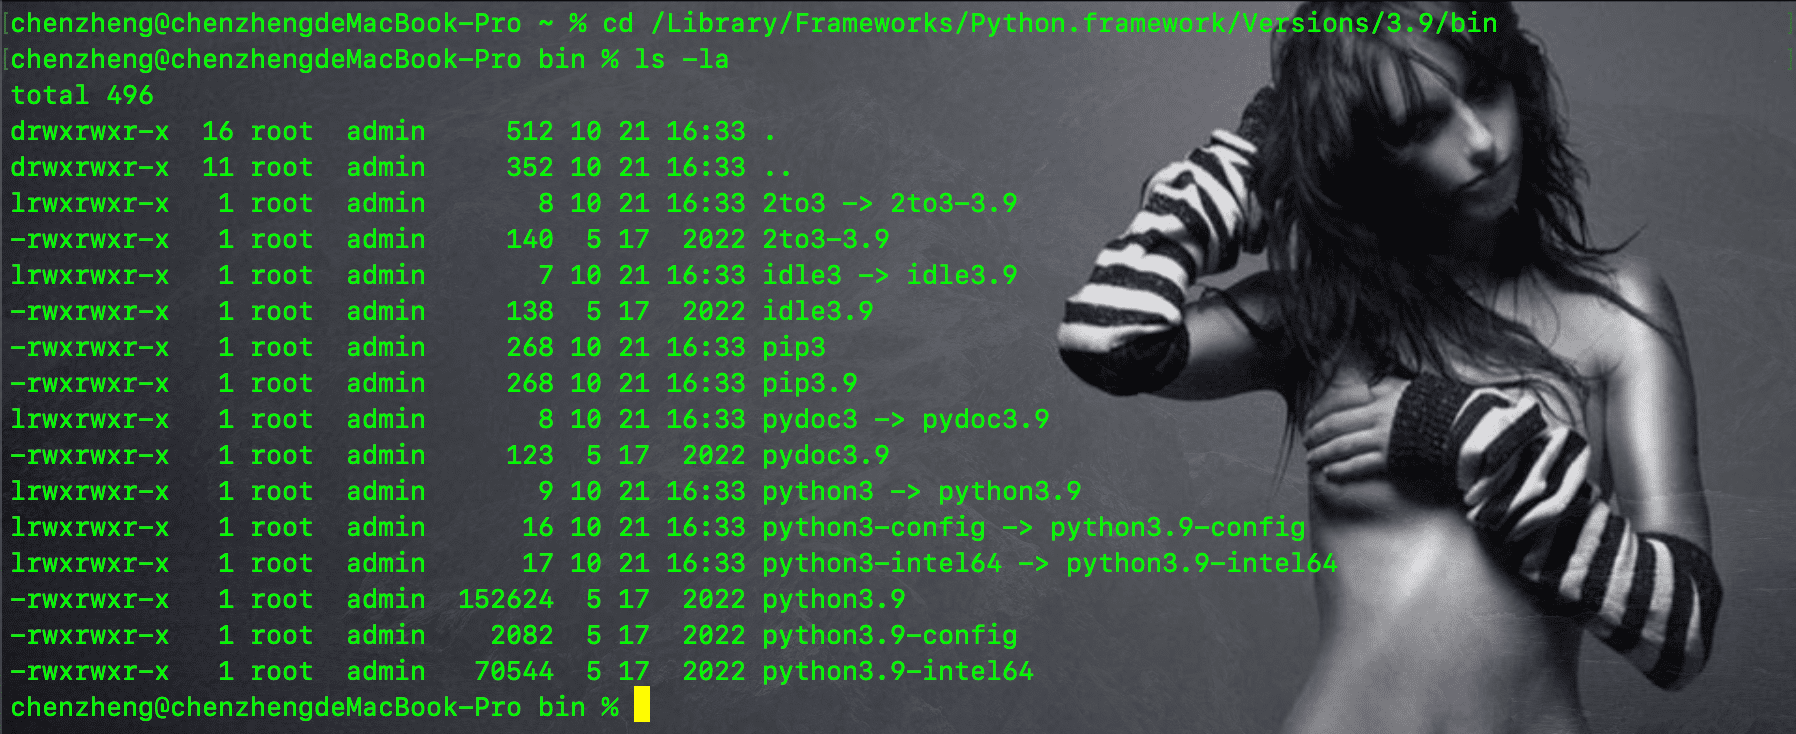 chenzheng@chenzhengdeMacBook-Pro ~ % cd /Library/Frameworks/Python.framework/Versions/3.9/bin
chenzheng@chenzhengdeMacBook-Pro bin % ls -la
total 496
drwxrwxr-x  16 root  admin     512 10 21 16:33 .
drwxrwxr-x  11 root  admin     352 10 21 16:33 ..
lrwxrwxr-x   1 root  admin       8 10 21 16:33 2to3 -> 2to3-3.9
-rwxrwxr-x   1 root  admin     140  5 17  2022 2to3-3.9
lrwxrwxr-x   1 root  admin       7 10 21 16:33 idle3 -> idle3.9
-rwxrwxr-x   1 root  admin     138  5 17  2022 idle3.9
-rwxrwxr-x   1 root  admin     268 10 21 16:33 pip3
-rwxrwxr-x   1 root  admin     268 10 21 16:33 pip3.9
lrwxrwxr-x   1 root  admin       8 10 21 16:33 pydoc3 -> pydoc3.9
-rwxrwxr-x   1 root  admin     123  5 17  2022 pydoc3.9
lrwxrwxr-x   1 root  admin       9 10 21 16:33 python3 -> python3.9
lrwxrwxr-x   1 root  admin      16 10 21 16:33 python3-config -> python3.9-config
lrwxrwxr-x   1 root  admin      17 10 21 16:33 python3-intel64 -> python3.9-intel64
-rwxrwxr-x   1 root  admin  152624  5 17  2022 python3.9
-rwxrwxr-x   1 root  admin    2082  5 17  2022 python3.9-config
-rwxrwxr-x   1 root  admin   70544  5 17  2022 python3.9-intel64
chenzheng@chenzhengdeMacBook-Pro bin %